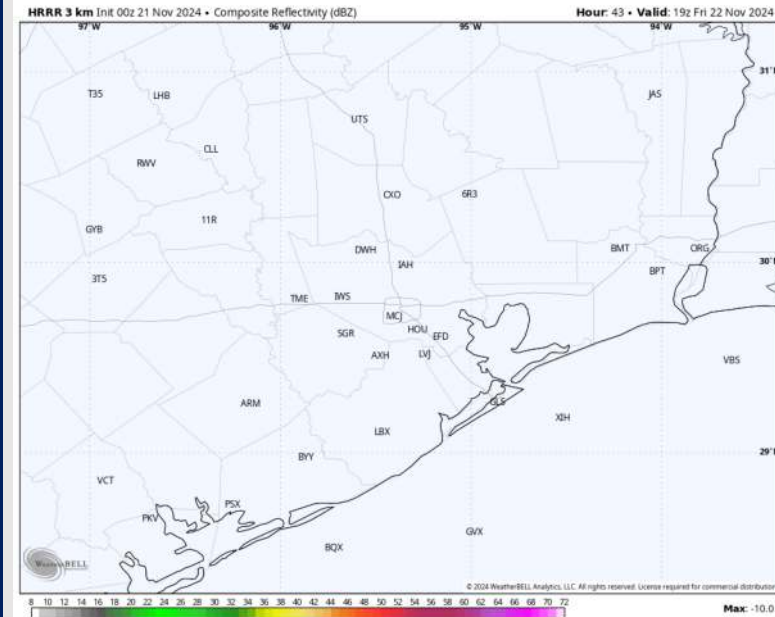 HRRR 3 km Init 00z 21 Nov 2024 • Composite Reflectivity (dBZ) Hour: 43 • Valid: 19z Fri 22 Nov 2024
97°W 96°W 95°W 94°W
31°
T35 LHB JAS
UTS
CLL
RWV
CXO 6R3
11R
GYB
DWH BMT ORG
IAH 30°
3T5 BPT
TME IWS
MCJ
SGR HOU EFD
AXH LVJ VBS
ARM GLS
XIH
LBX
29°
BYY
VCT
PKV PSX
GVX
BQX
WEATHERBELL
© 2024 WeatherBELL Analytics, LLC. All rights reserved. License required for commercial distribution
8 10 12 14 16 18 20 22 24 26 28 30 32 34 36 38 40 42 44 46 48 50 52 54 56 58 60 62 64 66 68 70 72
Max: -10.0